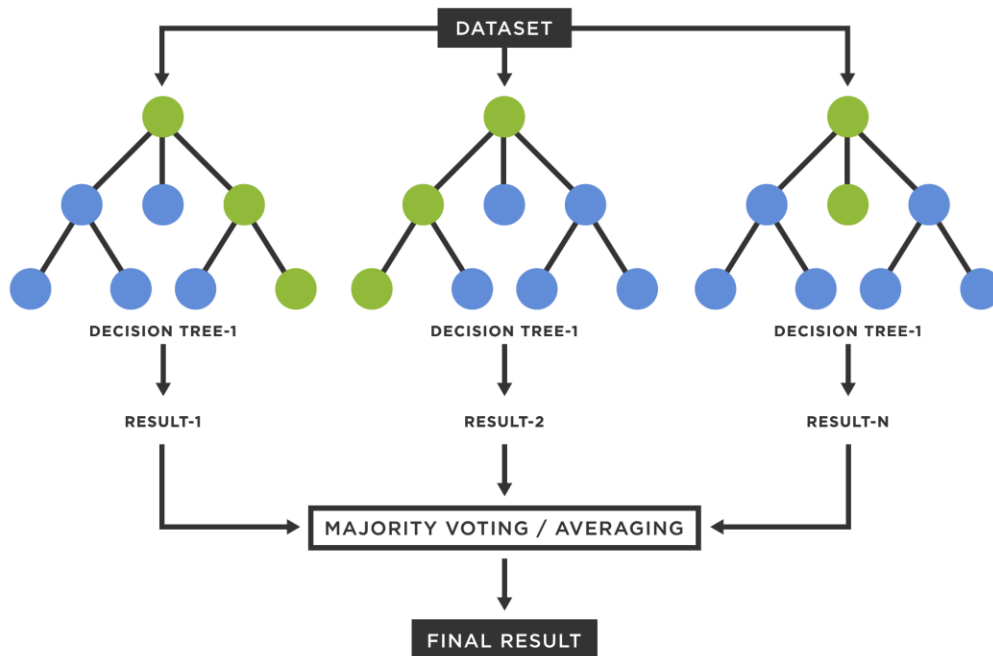 DATASET
DECISION TREE-1
DECISION TREE-1
DECISION TREE-1
RESULT-1
RESULT-2
RESULT-N
MAJORITY VOTING / AVERAGING
FINAL RESULT